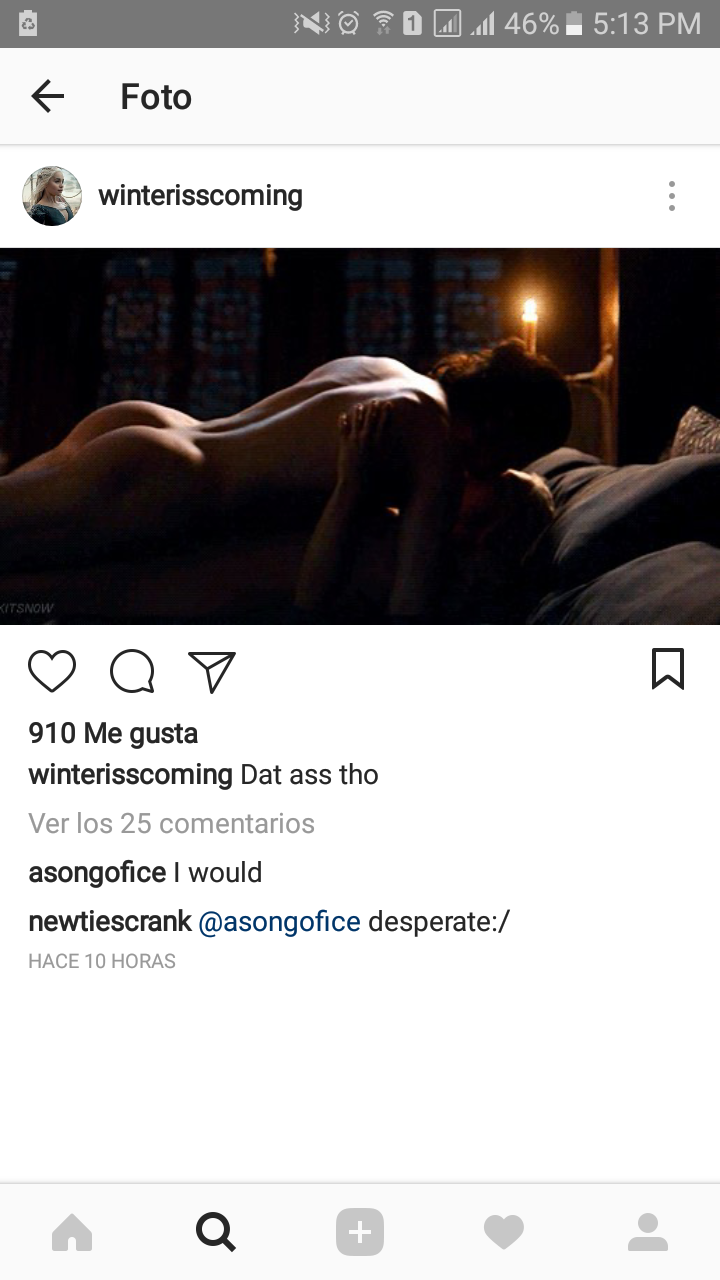 46% 5:13 PM
Foto
winterisscoming
KITSNOW
910 Me gusta
winterisscoming Dat ass tho
Ver los 25 comentarios
asongofice I would
newtiescrank @asongofice desperate:/
HACE 10 HORAS